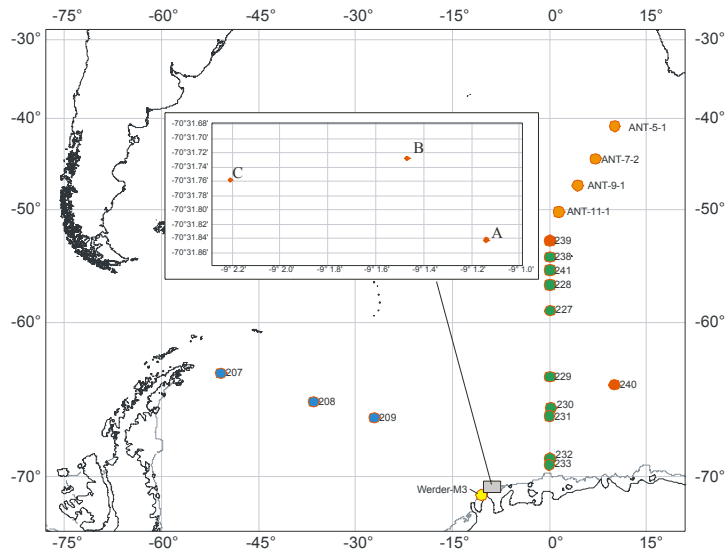 -75° -60° -45° -30° -15° 0° 15°
-30° -30°
-40° -40°
-50° -50°
-60° -60°
-70° -70°
-70°31.68'
-70°31.70'
-70°31.72'
-70°31.74'
-70°31.76'
-70°31.78'
-70°31.80'
-70°31.82'
-70°31.84'
-70°31.86'
B
C
A
-9° 2.2' -9° 2.0' -9° 1.8' -9° 1.6' -9° 1.4' -9° 1.2' -9° 1.0'
ANT-5-1
ANT-7-2
ANT-9-1
ANT-11-1
239
238
241
228
227
229
240
207
208
209
230
231
232
233
Werder-M3
-75° -60° -45° -30° -15° 0° 15°